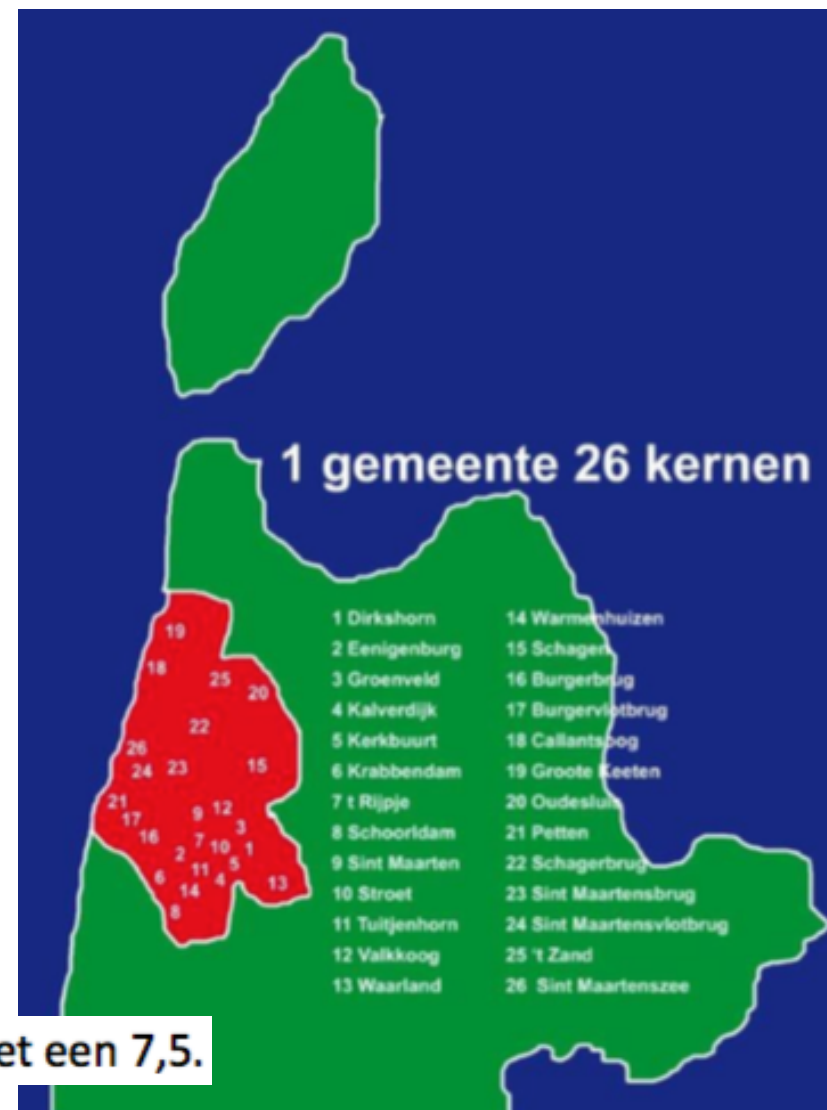 1 gemeente 26 kernen
1 Dirkshorn
2 Eenigenburg
3 Groenveld
4 Kalverdijk
5 Kerkbuurt
6 Krabbendam
7 t Rijpje
8 Schoorldam
9 Sint Maarten
10 Stroet
11 Tuitjenhorn
12 Valkkoog
13 Waarland
14 Warmenhuizen
15 Schagen
16 Burgerbrug
17 Burgervlotbrug
18 Callantsoog
19 Groote Keeten
20 Oudesluis
21 Petten
22 Schagerbrug
23 Sint Maartensbrug
24 Sint Maartensvlotbrug
25 't Zand
26 Sint Maartenszee
19
18
25
20
22
26
24 23 15
21
17
9 12
16
3
7
10 1
2
5
11
4
6
13
14
8
et een 7,5.